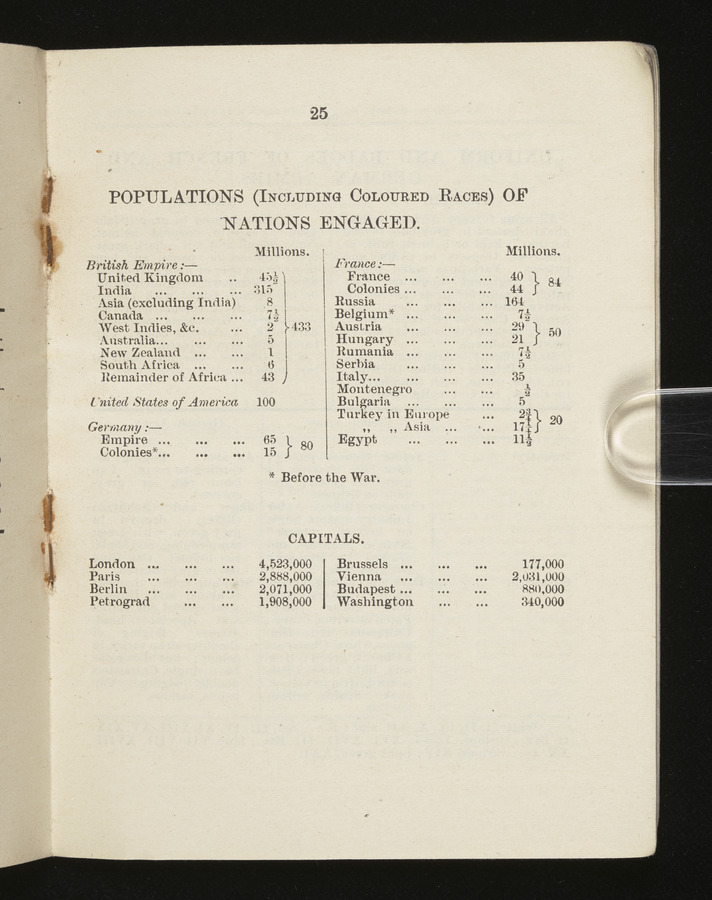 25
POPULATIONS (INCLUDING COLOURED RACES) OF
NATIONS ENGAGED.
Millions.
British Empire :—
United Kingdom .. 45½
India ... ... ... 315
Asia (excluding India) 8
Canada ... ... ... 7½
West Indies, &c. ... 2 } 433
Australia... ... ... 5
New Zealand ... ... 1
South Africa ... ... 6
Remainder of Africa ... 43
United States of America 100
Germany :—
Empire ... ... ... 65 } 80
Colonies*... ... ... 15
Millions.
France :—
France ... ... ... 40 } 84
Colonies ... ... ... 44
Russia ... ... ... 164
Belgium* ... ... ... 7½
Austria ... ... ... 29 } 50
Hungary ... ... ... 21
Rumania ... ... ... 7½
Serbia ... ... ... 5
Italy... ... ... ... 35
Montenegro ... ... ½
Bulgaria ... ... ... 5
Turkey in Europe ... 2¾ } 20
„ „ Asia ... ... 17¼
Egypt ... ... ... 11½
* Before the War.
CAPITALS.
London ... ... ... 4,523,000
Paris ... ... ... 2,888,000
Berlin ... ... ... 2,071,000
Petrograd ... ... 1,908,000
Brussels ... ... ... 177,000
Vienna ... ... ... 2,031,000
Budapest ... ... ... 880,000
Washington ... ... 340,000